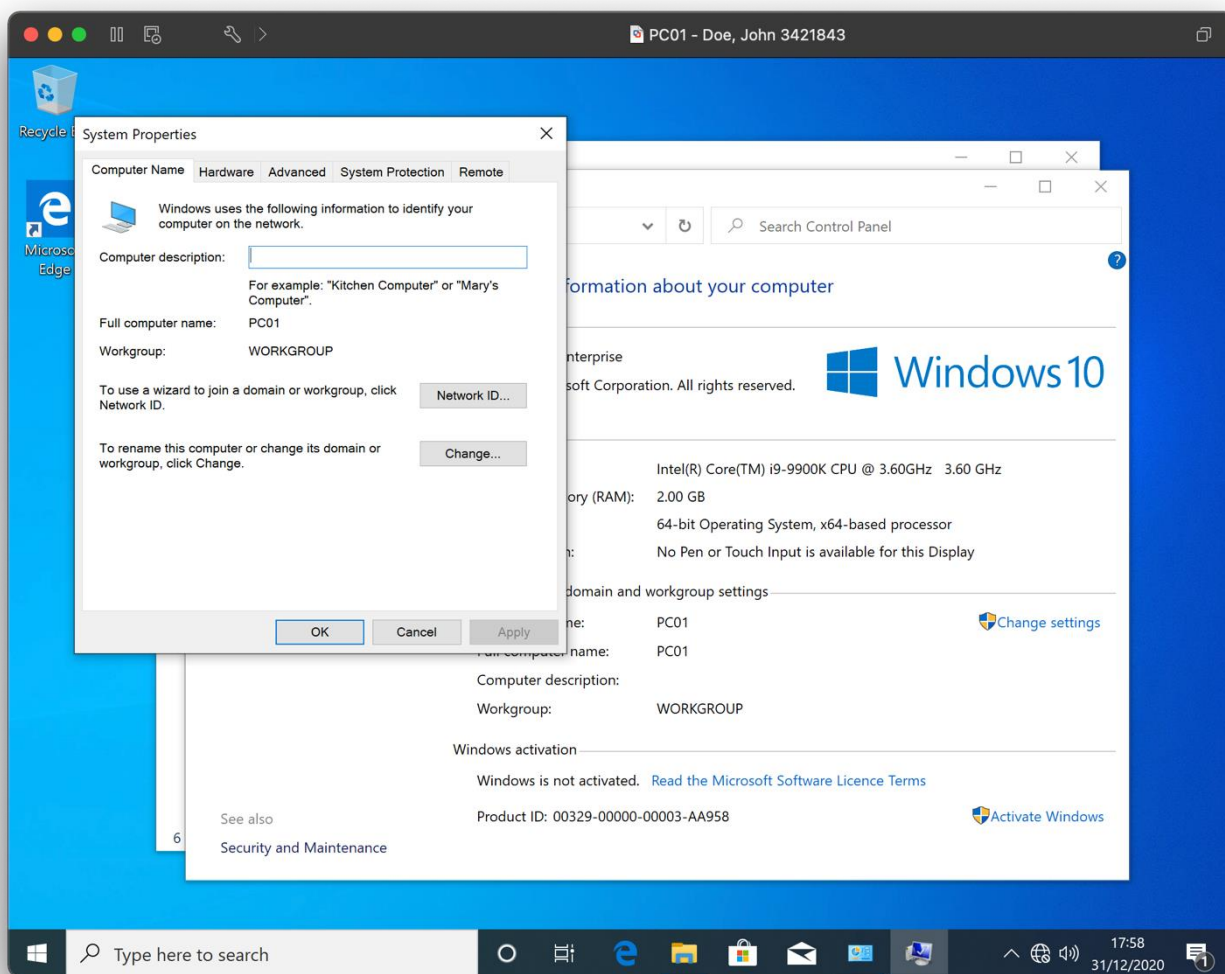 PC01 - Doe, John 3421843
Recycle
System Properties
Computer Name Hardware Advanced System Protection Remote
Windows uses the following information to identify your
computer on the network.
Computer description:
For example: "Kitchen Computer" or "Mary's
Computer".
Full computer name: PC01
Workgroup: WORKGROUP
To use a wizard to join a domain or workgroup, click
Network ID.
Network ID...
To rename this computer or change its domain or
workgroup, click Change.
Change...
OK Cancel Apply
Edge
Search Control Panel
?
about your computer
Windows 10
soft Corporation. All rights reserved.
Intel(R) Core(TM) i9-9900K CPU @ 3.60GHz 3.60 GHz
(RAM): 2.00 GB
64-bit Operating System, x64-based processor
No Pen or Touch Input is available for this Display
domain and workgroup settings
PC01
Change settings
name: PC01
Computer description:
Workgroup: WORKGROUP
Windows activation
Windows is not activated. Read the Microsoft Software Licence Terms
Product ID: 00329-00000-00003-AA958
Activate Windows
See also
Security and Maintenance
6
Type here to search
17:58
31/12/2020
1